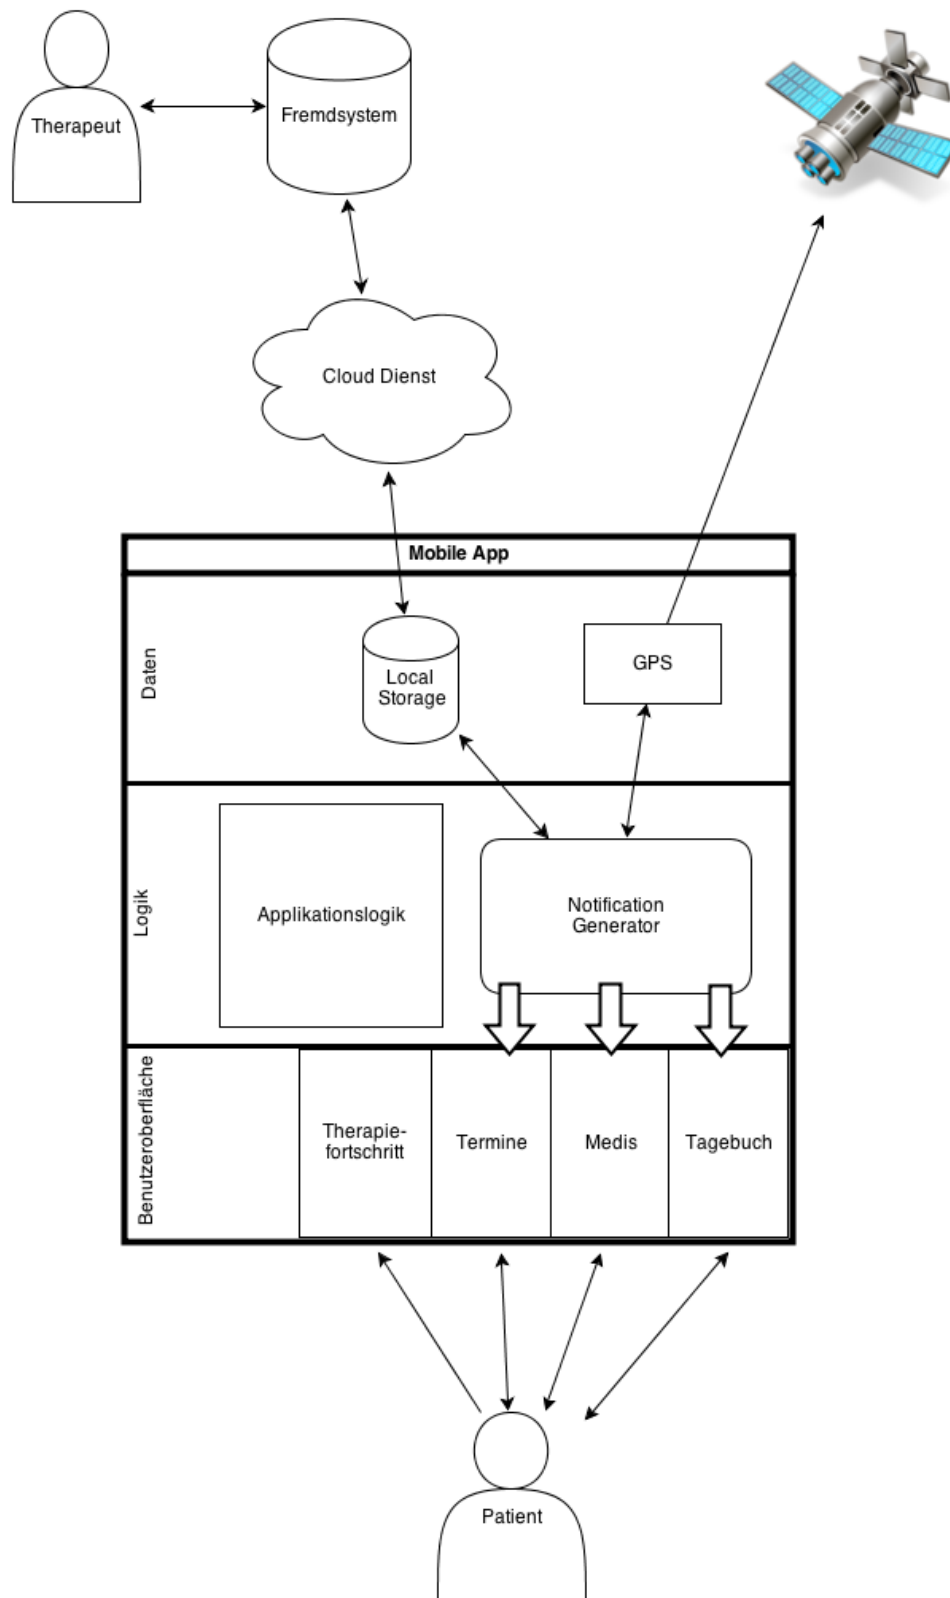 Therapeut
Fremdsystem
Cloud Dienst
Mobile App
Daten
Local
Storage
GPS
Logik
Applikationslogik
Notification
Generator
Benutzeroberfläche
Therapie-
fortschritt
Termine
Medis
Tagebuch
Patient